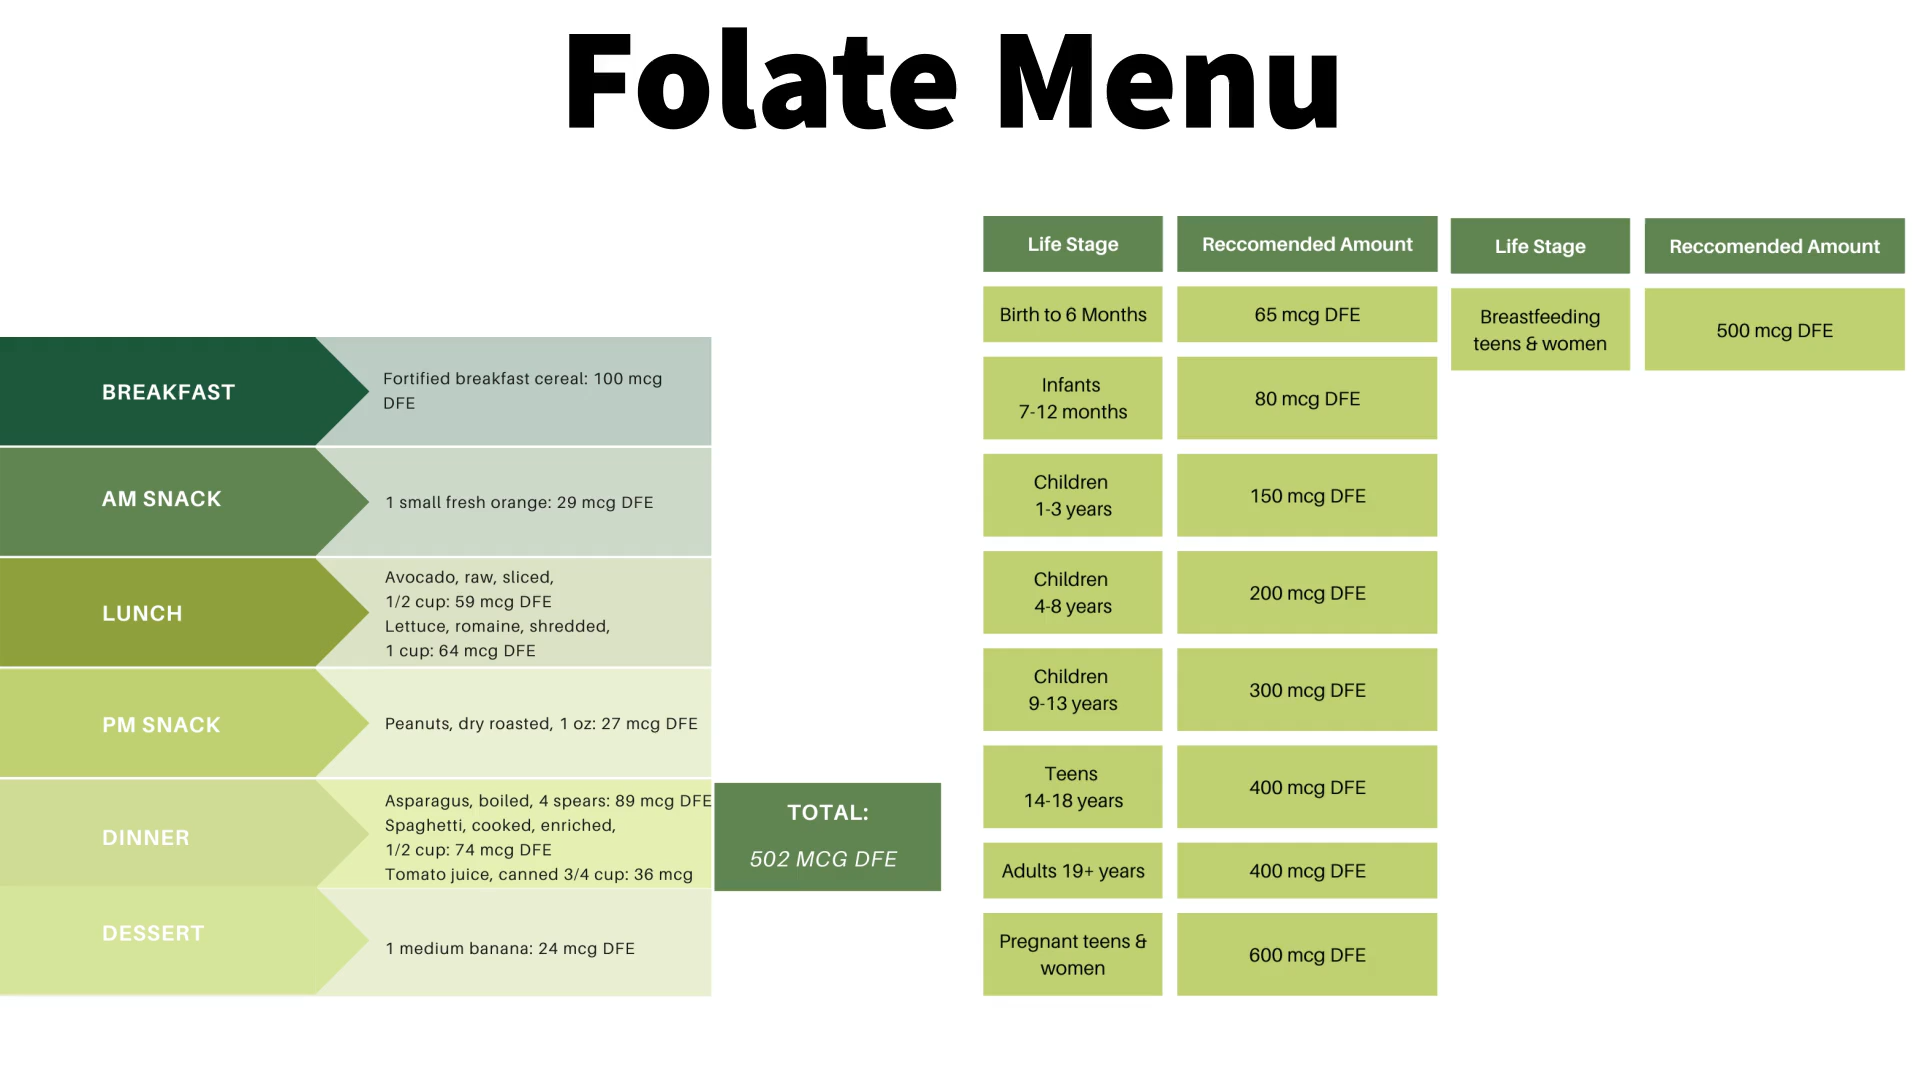 Folate Menu
BREAKFAST
Fortified breakfast cereal: 100 mcg
DFE
AM SNACK
1 small fresh orange: 29 mcg DFE
LUNCH
Avocado, raw, sliced,
1/2 cup: 59 mcg DFE
Lettuce, romaine, shredded,
1 cup: 64 mcg DFE
PM SNACK
Peanuts, dry roasted, 1 oz: 27 mcg DFE
DINNER
Asparagus, boiled, 4 spears: 89 mcg DFE
Spaghetti, cooked, enriched,
1/2 cup: 74 mcg DFE
Tomato juice, canned 3/4 cup: 36 mcg
DESSERT
1 medium banana: 24 mcg DFE
TOTAL:
502 MCG DFE
Life Stage
Reccomended Amount
Birth to 6 Months
65 mcg DFE
Infants
7-12 months
80 mcg DFE
Children
1-3 years
150 mcg DFE
Children
4-8 years
200 mcg DFE
Children
9-13 years
300 mcg DFE
Teens
14-18 years
400 mcg DFE
Adults 19+ years
400 mcg DFE
Pregnant teens &
women
600 mcg DFE
Life Stage
Reccomended Amount
Breastfeeding
teens & women
500 mcg DFE